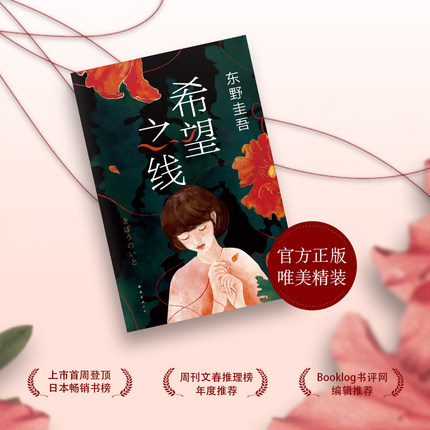 东野圭吾
希望之线
きぼうのいと
官方正版
唯美精装
上市首周登顶
日本畅销书榜
周刊文春推理榜
年度推荐
Booklog书评网
编辑推荐